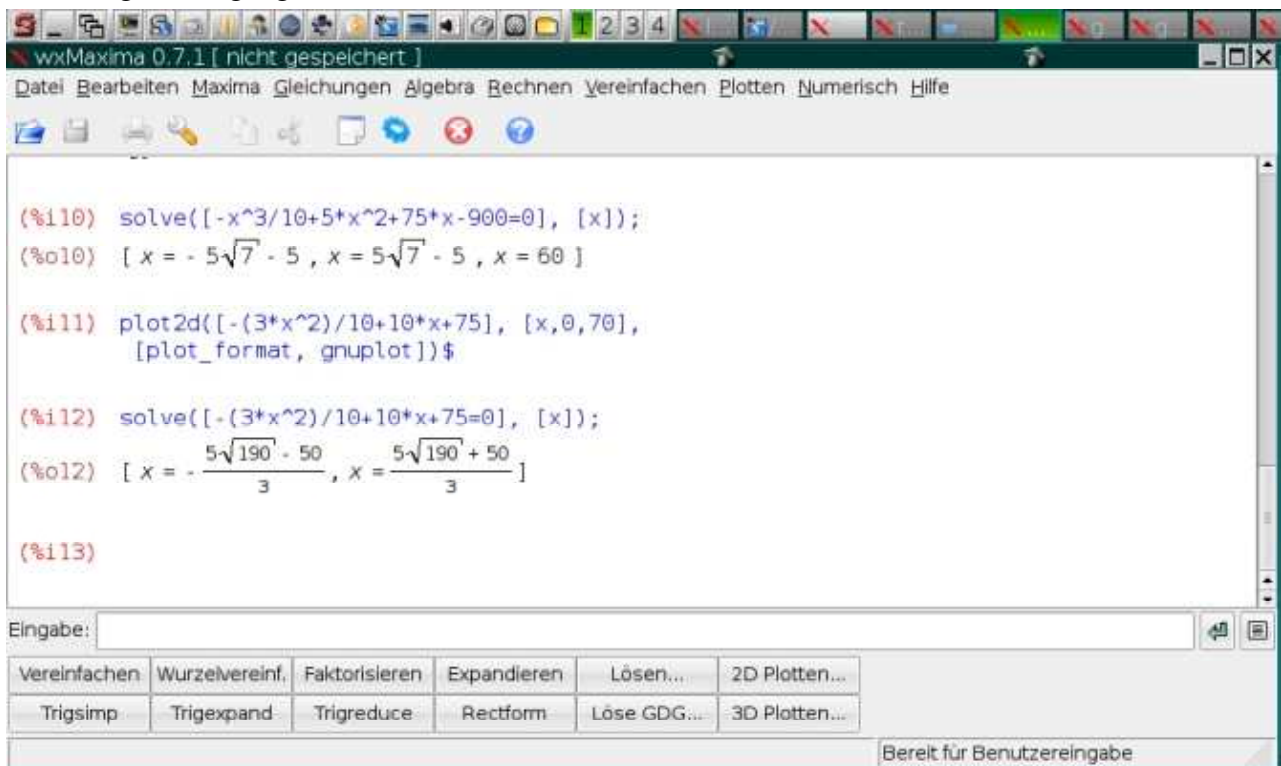 1 2 3 4
wxMaxima 0.7.1 [ nicht gespeichert ]
Datei Bearbeiten Maxima Gleichungen Algebra Rechnen Vereinfachen Plotten Numerisch Hilfe
(%i10) solve([-x^3/10+5*x^2+75*x-900=0], [x]);
(%o10) [ x = - 5√7 - 5 , x = 5√7 - 5 , x = 60 ]
(%i11) plot2d([-(3*x^2)/10+10*x+75], [x,0,70],
[plot_format, gnuplot])$
(%i12) solve([-(3*x^2)/10+10*x+75=0], [x]);
(%o12) [ x = - (5√190 - 50)/3 , x = (5√190 + 50)/3 ]
(%i13)
Eingabe:
Vereinfachen Wurzelvereinf. Faktorisieren Expandieren Lösen... 2D Plotten...
Trigsimp Trigexpand Trigreduce Rectform Löse GDG... 3D Plotten...
Bereit für Benutzereingabe